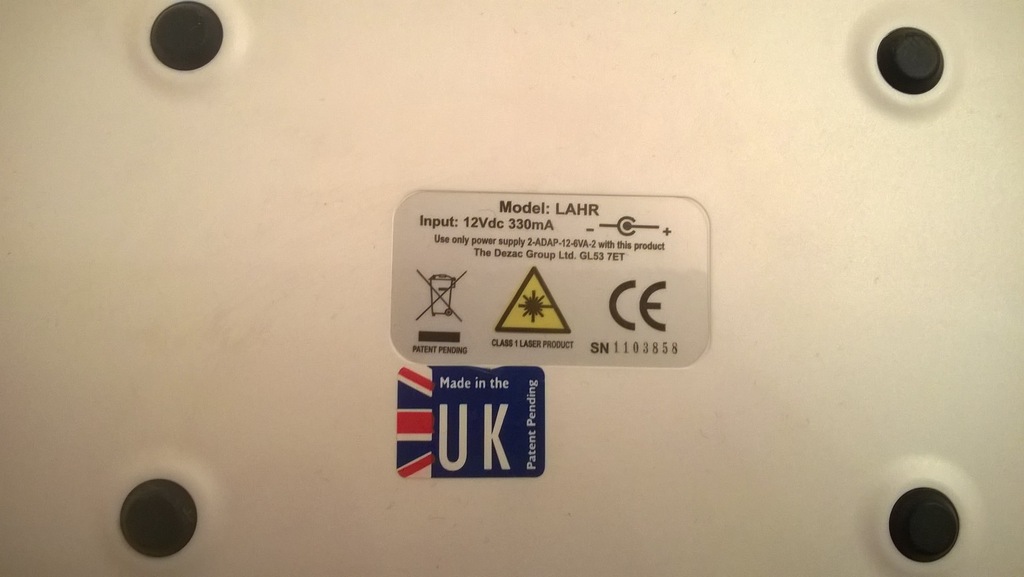 Model: LAHR
Input: 12Vdc 330mA - +
Use only power supply 2-ADAP-12-6VA-2 with this product
The Dezac Group Ltd. GL53 7ET
CE
PATENT PENDING
CLASS 1 LASER PRODUCT
SN 1103858
Made in the
UK
Patent Pending